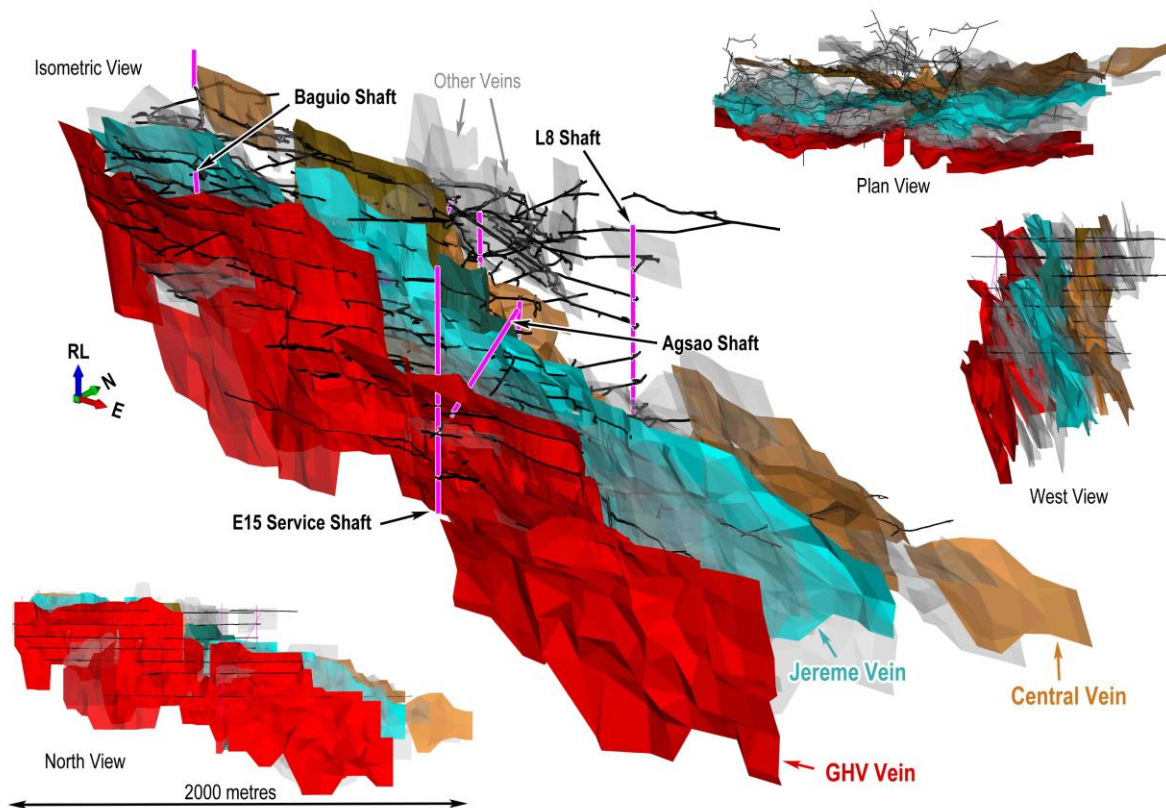 Isometric View
Baguio Shaft
Other Veins
L8 Shaft
Plan View
Agsao Shaft
RL
N
E
West View
E15 Service Shaft
Jereme Vein
Central Vein
North View
GHV Vein
2000 metres